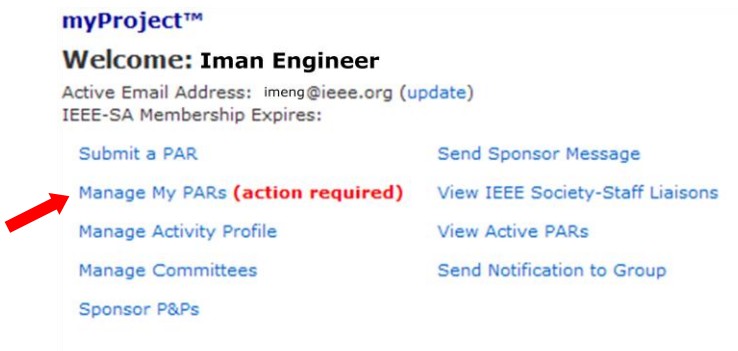 myProject™
Welcome: Iman Engineer
Active Email Address: imeng@ieee.org (update)
IEEE-SA Membership Expires:
Submit a PAR
Send Sponsor Message
Manage My PARs (action required)
View IEEE Society-Staff Liaisons
Manage Activity Profile
View Active PARs
Manage Committees
Send Notification to Group
Sponsor P&Ps